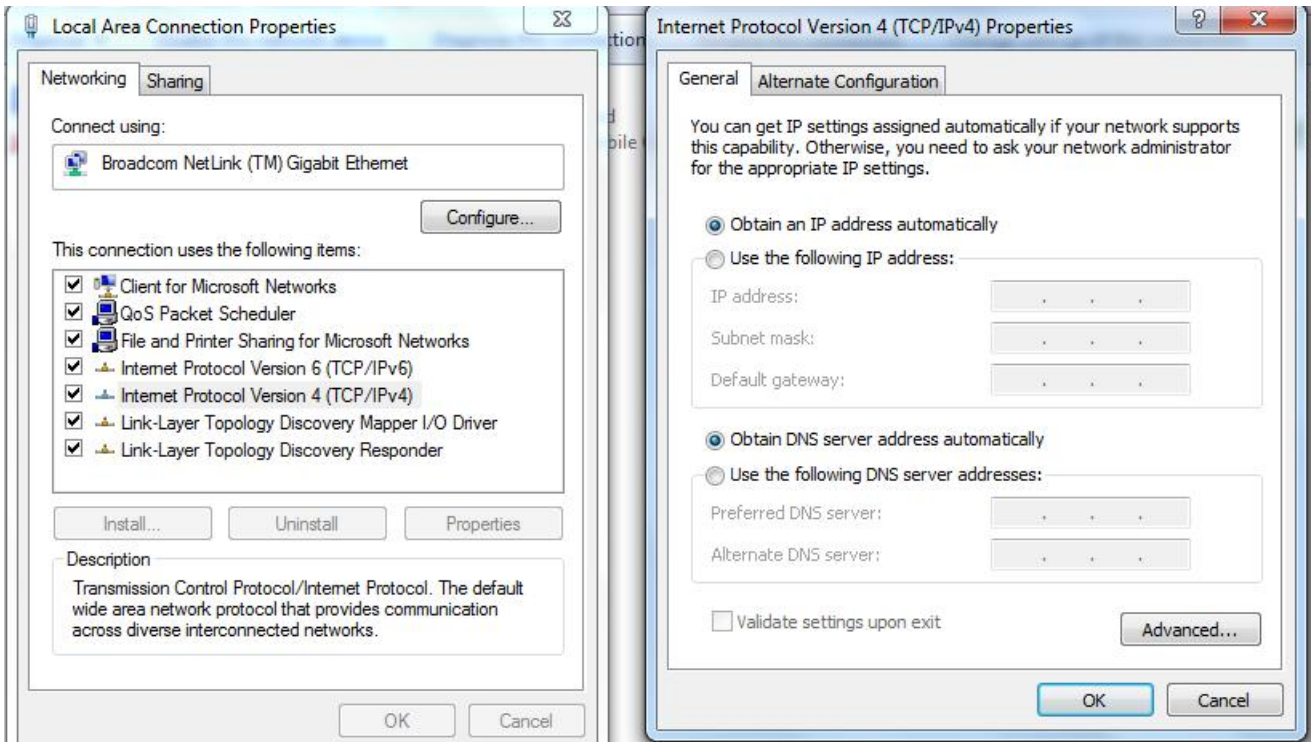 Local Area Connection Properties
Networking
Sharing
Connect using:
Broadcom NetLink (TM) Gigabit Ethernet
Configure...
This connection uses the following items:
Client for Microsoft Networks
QoS Packet Scheduler
File and Printer Sharing for Microsoft Networks
Internet Protocol Version 6 (TCP/IPv6)
Internet Protocol Version 4 (TCP/IPv4)
Link-Layer Topology Discovery Mapper I/O Driver
Link-Layer Topology Discovery Responder
Install...
Uninstall
Properties
Description
Transmission Control Protocol/Internet Protocol. The default
wide area network protocol that provides communication
across diverse interconnected networks.
OK
Cancel
Internet Protocol Version 4 (TCP/IPv4) Properties
General
Alternate Configuration
You can get IP settings assigned automatically if your network supports
this capability. Otherwise, you need to ask your network administrator
for the appropriate IP settings.
Obtain an IP address automatically
Use the following IP address:
IP address:
Subnet mask:
Default gateway:
Obtain DNS server address automatically
Use the following DNS server addresses:
Preferred DNS server:
Alternate DNS server:
Validate settings upon exit
Advanced...
OK
Cancel